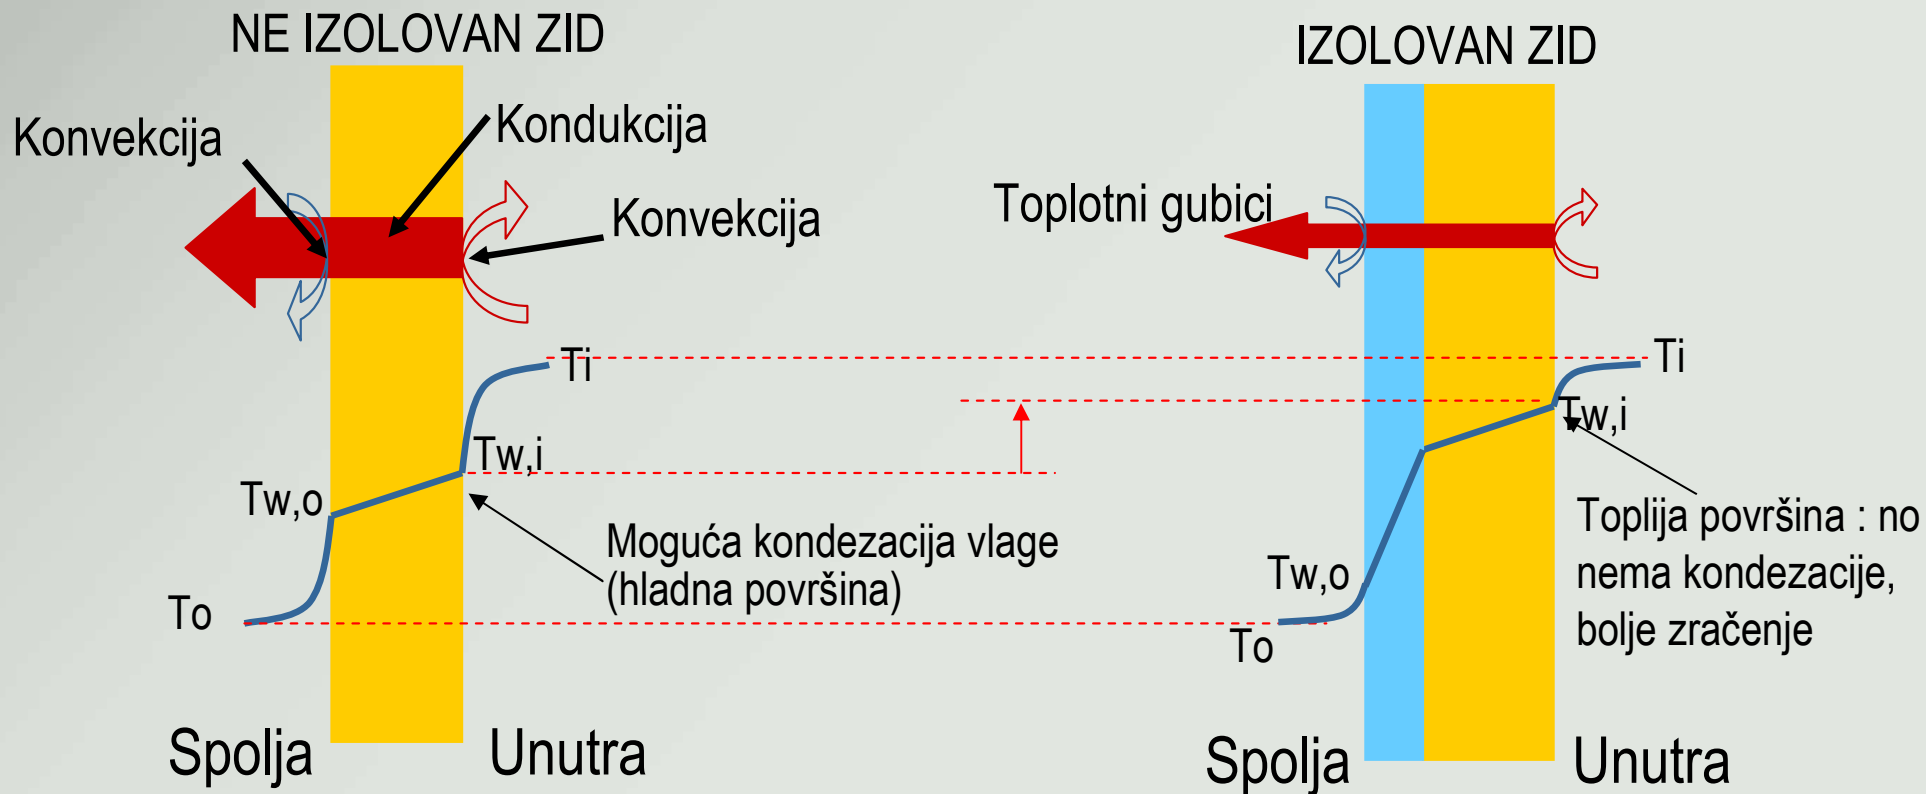 NE IZOLOVAN ZID
Konvekcija
Kondukcija
Konvekcija
Ti
Tw,i
Tw,o
To
Moguća kondezacija vlage
(hladna površina)
Spolja
Unutra
IZOLOVAN ZID
Toplotni gubici
Ti
Tw,i
Tw,o
To
Toplija površina : no
nema kondezacije,
bolje zračenje
Spolja
Unutra